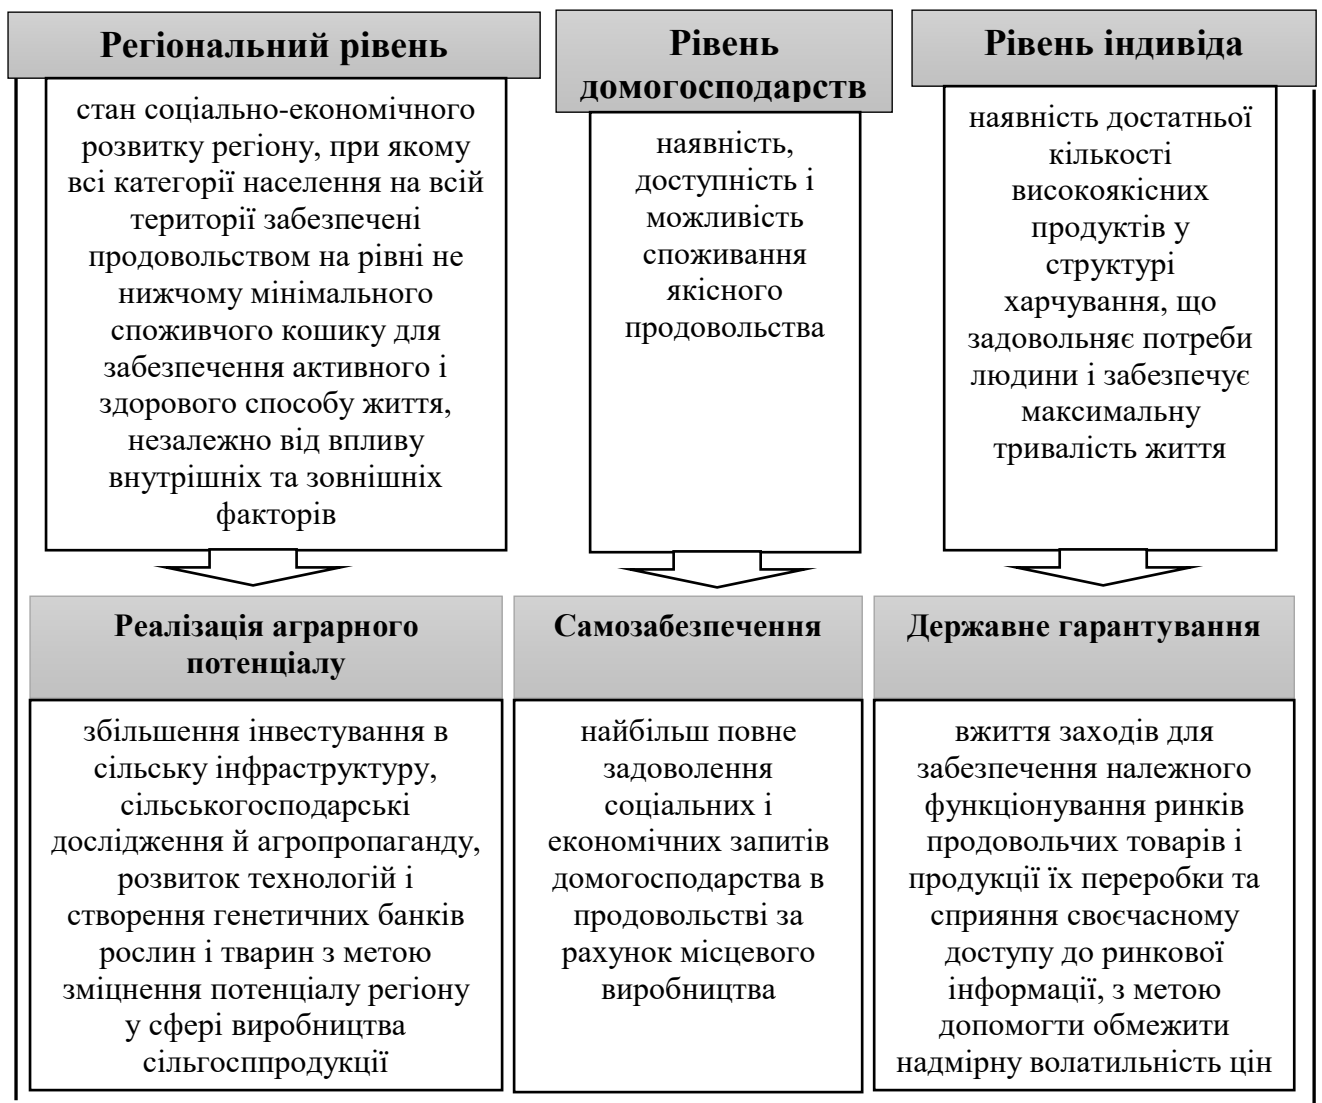 Регіональний рівень
стан соціально-економічного
розвитку регіону, при якому
всі категорії населення на всій
території забезпечені
продовольством на рівні не
нижчому мінімального
споживчого кошику для
забезпечення активного і
здорового способу життя,
незалежно від впливу
внутрішніх та зовнішніх
факторів
Рівень
домогосподарств
наявність,
доступність і
можливість
споживання
якісного
продовольства
Рівень індивіда
наявність достатньої
кількості
високоякісних
продуктів у
структурі
харчування, що
задовольняє потреби
людини і забезпечує
максимальну
тривалість життя
Реалізація аграрного
потенціалу
збільшення інвестування в
сільську інфраструктуру,
сільськогосподарські
дослідження й агропропаганду,
розвиток технологій і
створення генетичних банків
рослин і тварин з метою
зміцнення потенціалу регіону
у сфері виробництва
сільгосппродукції
Самозабезпечення
найбільш повне
задоволення
соціальних і
економічних запитів
домогосподарства в
продовольстві за
рахунок місцевого
виробництва
Державне гарантування
вжиття заходів для
забезпечення належного
функціонування ринків
продовольчих товарів і
продукції їх переробки та
сприяння своєчасному
доступу до ринкової
інформації, з метою
допомогти обмежити
надмірну волатильність цін